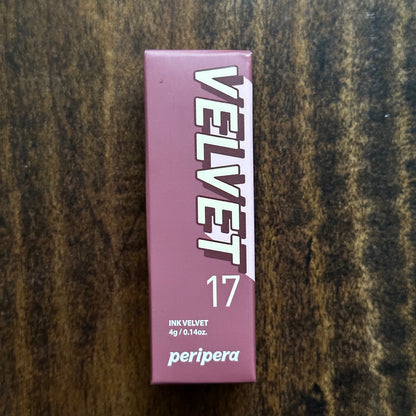 VELVET
17
INK VELVET
4g / 0.14oz.
peripera